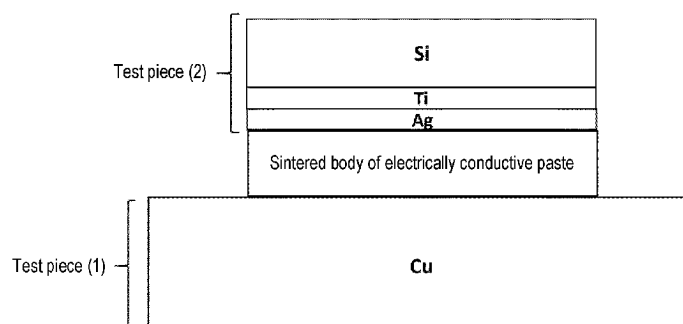 Si
Test piece (2)
Ti
Ag
Sintered body of electrically conductive paste
Test piece (1)
Cu